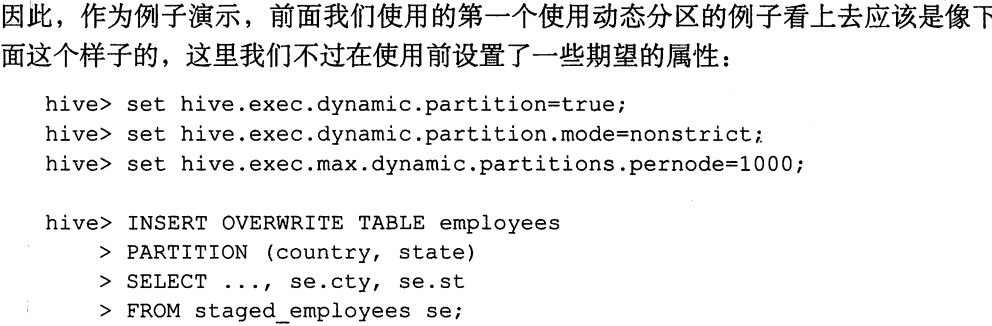 因此，作为例子演示，前面我们使用的第一个使用动态分区的例子看上去应该是像下
面这个样子的，这里我们不过在使用前设置了一些期望的属性：
hive> set hive.exec.dynamic.partition=true;
hive> set hive.exec.dynamic.partition.mode=nonstrict;
hive> set hive.exec.max.dynamic.partitions.pernode=1000;
hive> INSERT OVERWRITE TABLE employees
> PARTITION (country, state)
> SELECT ..., se.cty, se.st
> FROM staged_employees se;